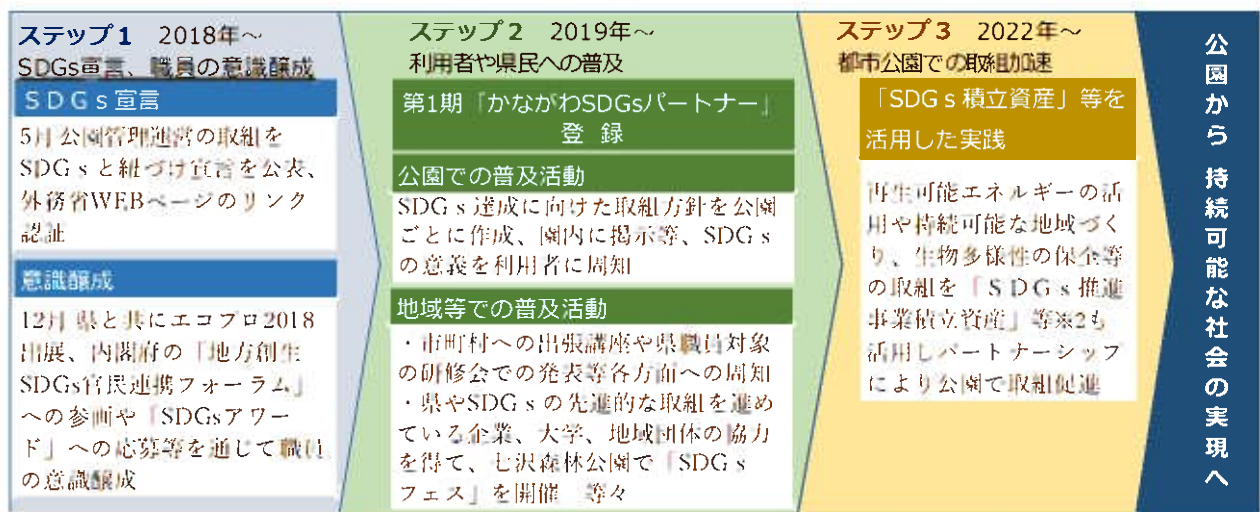 ステップ1 2018年～
SDGs宣言、職員の意識醸成
SDGs宣言
5月 公園管理運営の取組を
SDGsと紐づけ宣言を公表、
外務省WEBページのリンク
認証
意識醸成
12月 県と共にエコプロ2018
出展、内閣府の「地方創生
SDGs官民連携フォーラム」
への参画や「SDGsアワー
ド」への応募等を通じて職員
の意識醸成
ステップ2 2019年～
利用者や県民への普及
第1期「かながわSDGsパートナー」
登 録
公園での普及活動
SDGs達成に向けた取組方針を公園
ごとに作成、園内に掲示等、SDGs
の意義を利用者に周知
地域等での普及活動
・市町村への出張講座や県職員対象
の研修会での発表等各方面への周知
・県やSDGsの先進的な取組を進め
ている企業、大学、地域団体の協力
を得て、七沢森林公園で「SDGs
フェス」を開催 等々
ステップ3 2022年～
都市公園での取組加速
「SDGs積立資産」等を
活用した実践
再生可能エネルギーの活
用や持続可能な地域づく
り、生物多様性の保全等
の取組を「SDGs推進
事業積立資産」等※2も
活用しパートナーシップ
により公園で取組促進
公園から 持続可能な社会の実現へ